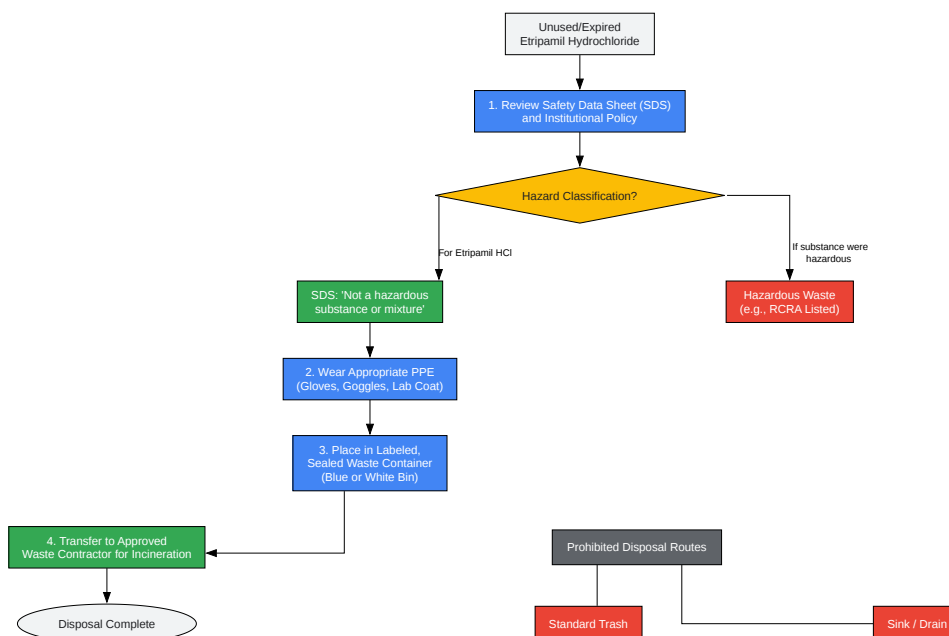 Unused/Expired
Etripamil Hydrochloride
1. Review Safety Data Sheet (SDS)
and Institutional Policy
Hazard Classification?
For Etripamil HCl
If substance were
hazardous
SDS: 'Not a hazardous
substance or mixture'
Hazardous Waste
(e.g., RCRA Listed)
2. Wear Appropriate PPE
(Gloves, Goggles, Lab Coat)
3. Place in Labeled,
Sealed Waste Container
(Blue or White Bin)
4. Transfer to Approved
Waste Contractor for Incineration
Prohibited Disposal Routes
Disposal Complete
Standard Trash
Sink / Drain